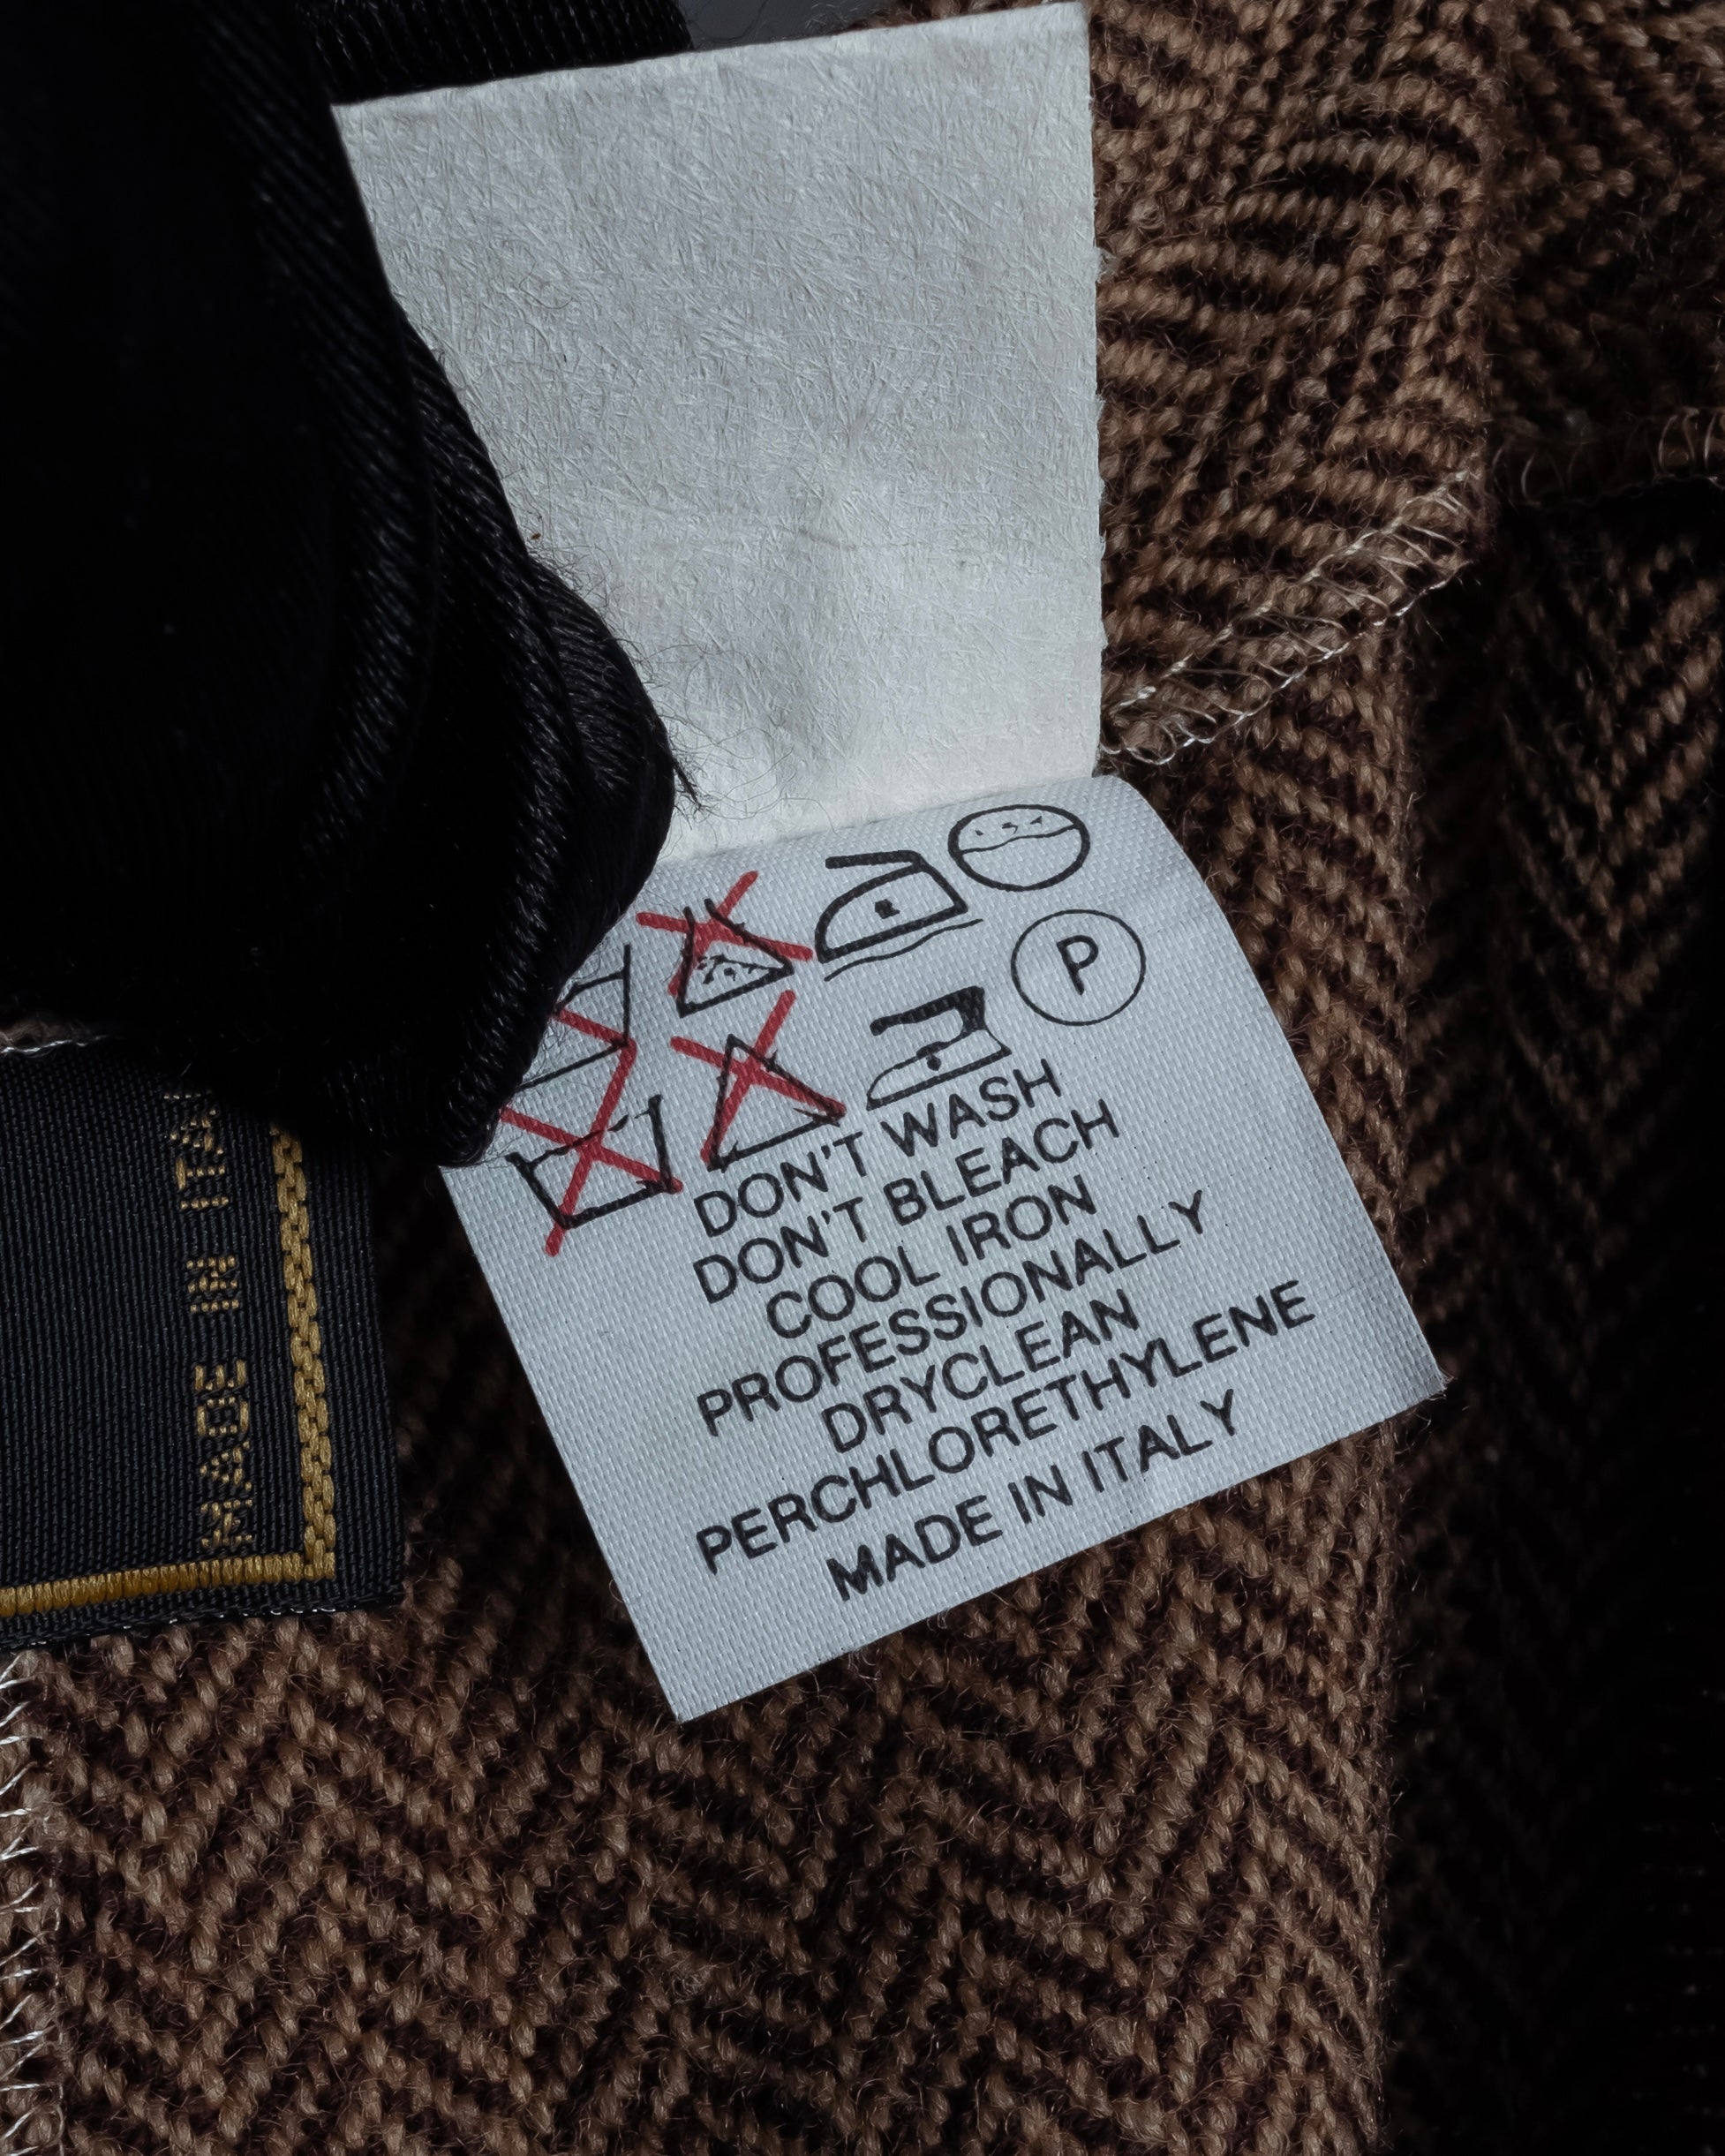 P
DON'T WASH
DON'T BLEACH
COOL IRON
PROFESSIONALLY
DRYCLEAN
PERCHLORETHYLENE
MADE IN ITALY
MADE IN ITA